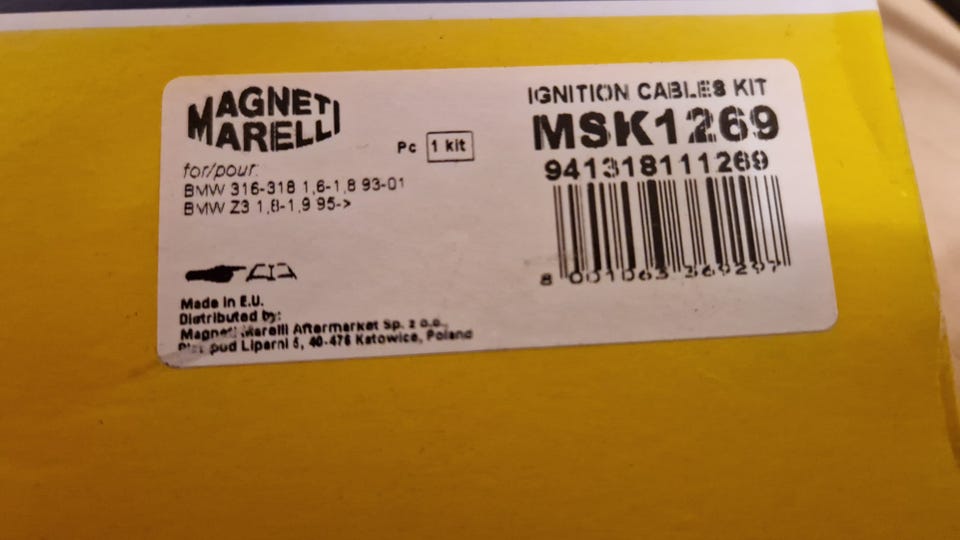 MAGNETI
MARELLI
for/pour:
BMW 316-318 1,6-1,8 93-01
BMW Z3 1,8-1,9 95->
Pc 1 kit
IGNITION CABLES KIT
MSK1269
941318111269
8 001063 369297
Made in E.U.
Distributed by:
Magneti Marelli Aftermarket Sp. z o.o.,
pod Lipami 5, 40-476 Katowice, Poland